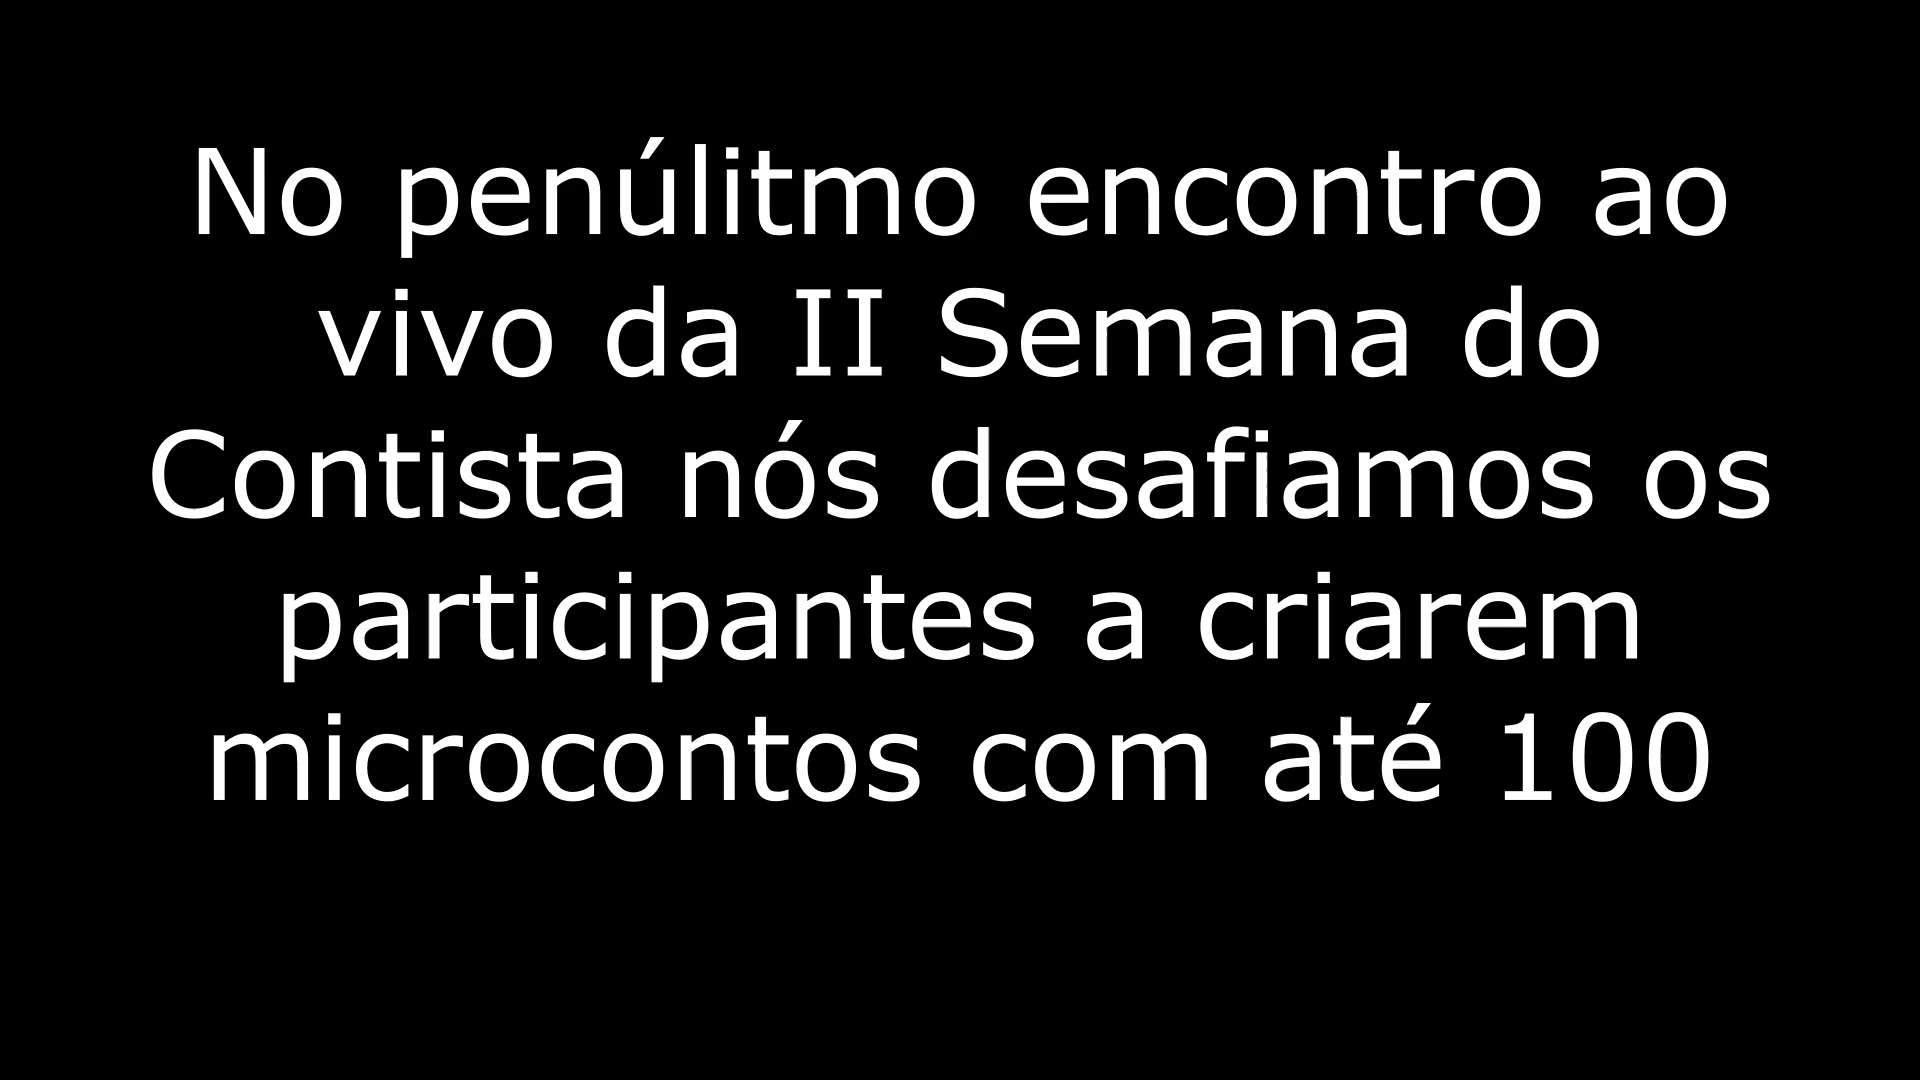 No penúlitmo encontro ao
vivo da II Semana do
Contista nós desafiamos os
participantes a criarem
microcontos com até 100